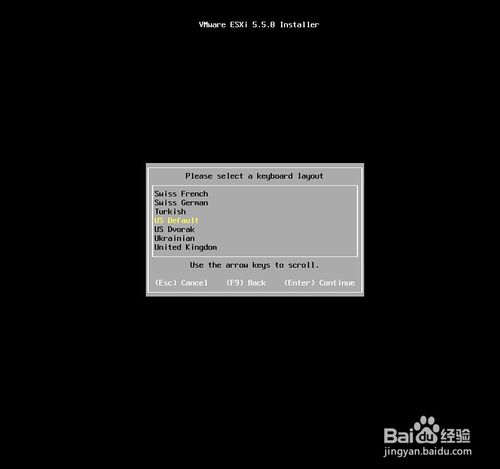 VMware ESXi 5.5.0 Installer
Please select a keyboard layout
Swiss French
Swiss German
Turkish
US Default
US Dvorak
Ukrainian
United Kingdom
Use the arrow keys to scroll.
(Esc) Cancel (F9) Back (Enter) Continue
Bai du 经验
jingyan.baidu.com